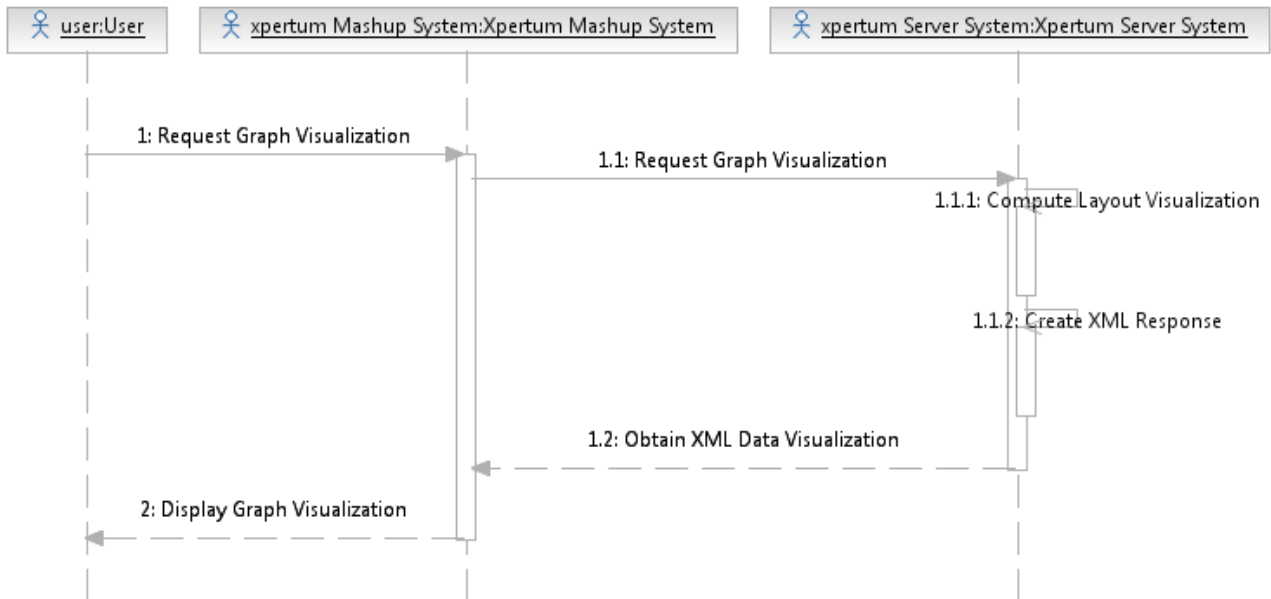 user:User
xpertum Mashup System:Xpertum Mashup System
xpertum Server System:Xpertum Server System
1: Request Graph Visualization
1.1: Request Graph Visualization
1.1.1: Compute Layout Visualization
1.1.2: Create XML Response
1.2: Obtain XML Data Visualization
2: Display Graph Visualization